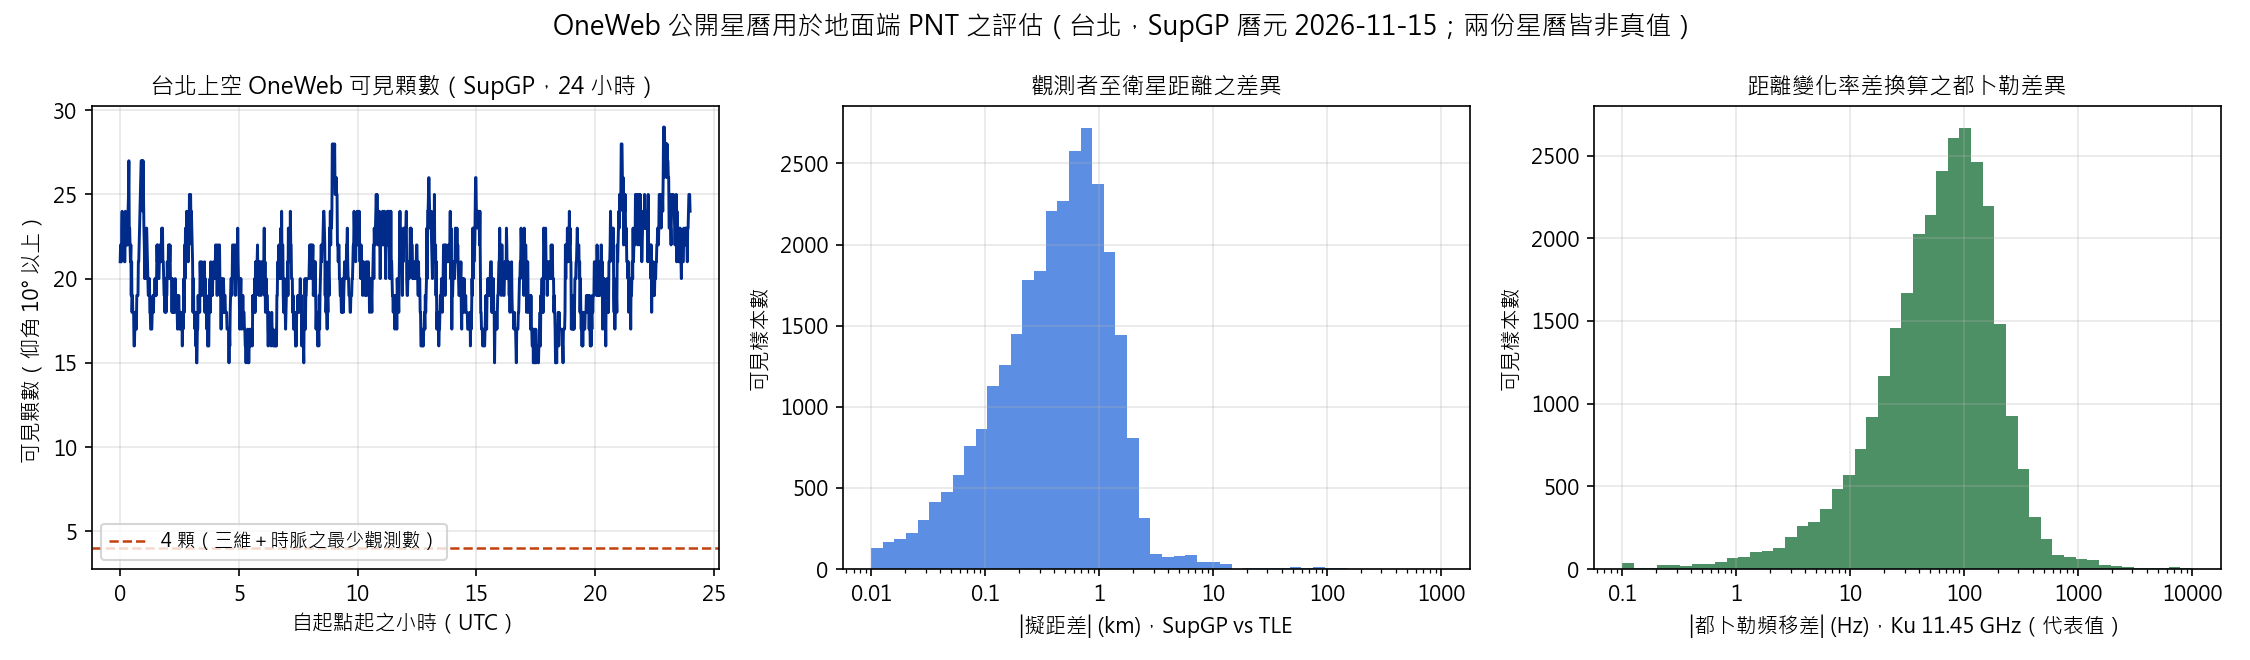 OneWeb 公開星曆用於地面端 PNT 之評估（台北，SupGP 曆元 2026-11-15；兩份星曆皆非真值）
台北上空 OneWeb 可見顆數（SupGP，24 小時）
可見顆數（仰角 10° 以上）
30
25
20
15
10
5
4 顆（三維＋時脈之最少觀測數）
0 5 10 15 20 25
自起點起之小時（UTC）
觀測者至衛星距離之差異
可見樣本數
2500
2000
1500
1000
500
0
0.01 0.1 1 10 100 1000
|擬距差| (km)，SupGP vs TLE
距離變化率差換算之都卜勒差異
可見樣本數
2500
2000
1500
1000
500
0
0.1 1 10 100 1000 10000
|都卜勒頻移差| (Hz)，Ku 11.45 GHz（代表值）